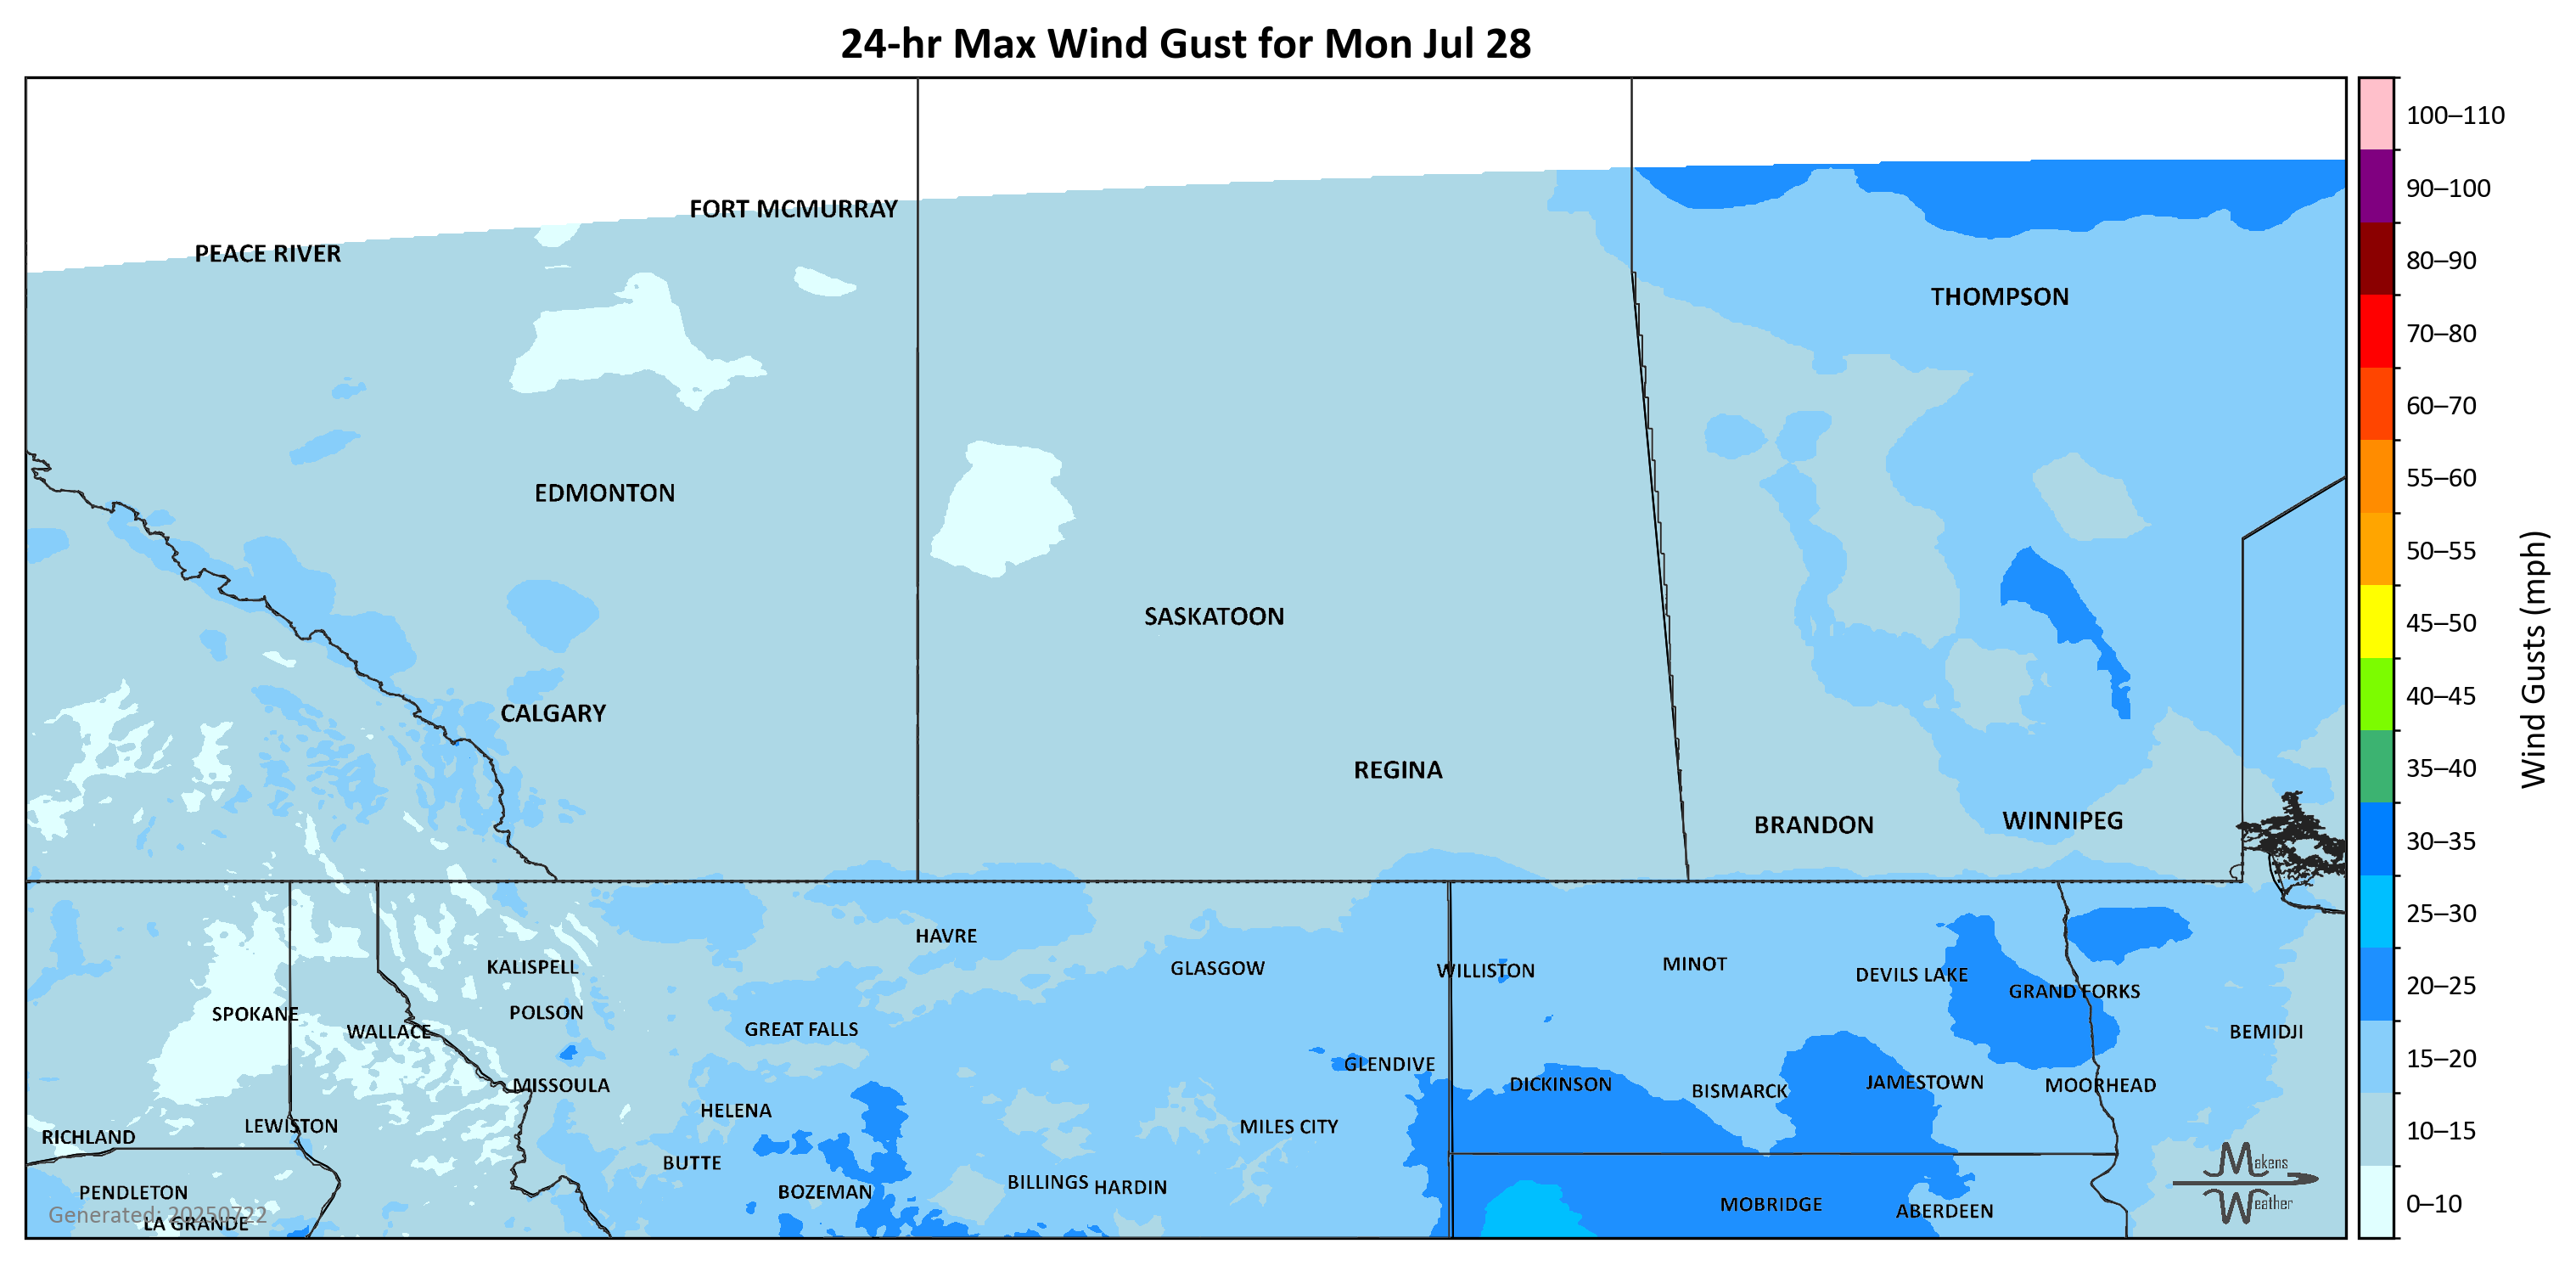 24-hr Max Wind Gust for Mon Jul 28
100–110
90–100
80–90
70–80
60–70
55–60
50–55
45–50
40–45
35–40
30–35
25–30
20–25
15–20
10–15
0–10
Wind Gusts (mph)
FORT MCMURRAY
PEACE RIVER
THOMPSON
EDMONTON
SASKATOON
CALGARY
REGINA
WINNIPEG
BRANDON
HAVRE
KALISPELL
GLASGOW
WILLISTON
MINOT
DEVILS LAKE
GRAND FORKS
SPOKANE
POLSON
WALLACE
GREAT FALLS
BEMIDJI
GLENDIVE
MISSOULA
DICKINSON
BISMARCK
JAMESTOWN
MOORHEAD
HELENA
LEWISTON
MILES CITY
RICHLAND
BUTTE
PENDLETON
BOZEMAN
BILLINGS
HARDIN
MOBRIDGE
ABERDEEN
Generated: 20250722
LA GRANDE
Makens
Weather